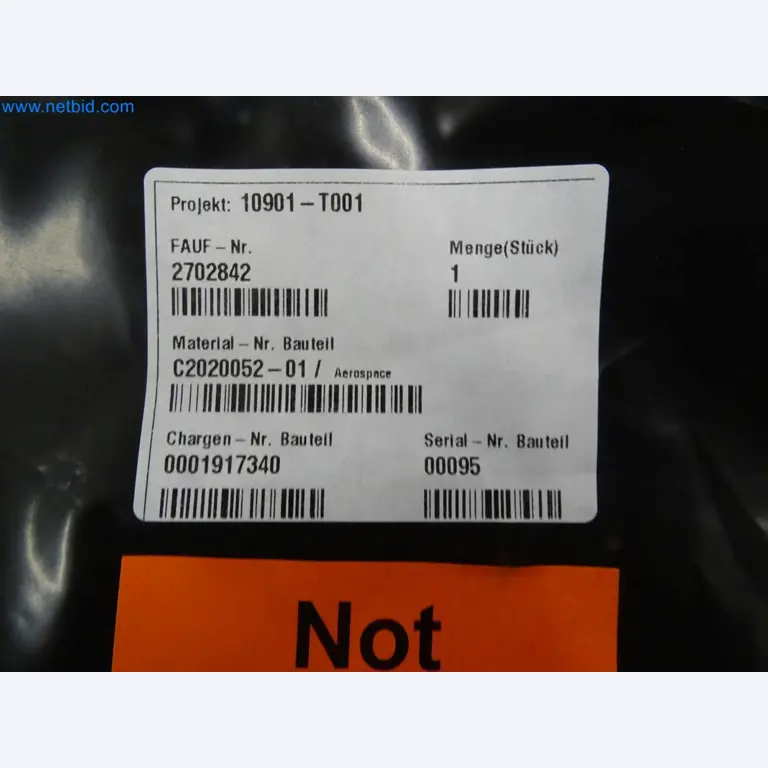 www.netbid.com
Projekt: 10901-T001
FAUF-Nr. Menge(Stück)
2702842 1
Material-Nr. Bauteil
C2020052-01 / Aerospace
Chargen-Nr. Bauteil Serial-Nr. Bauteil
0001917340 00095
Not